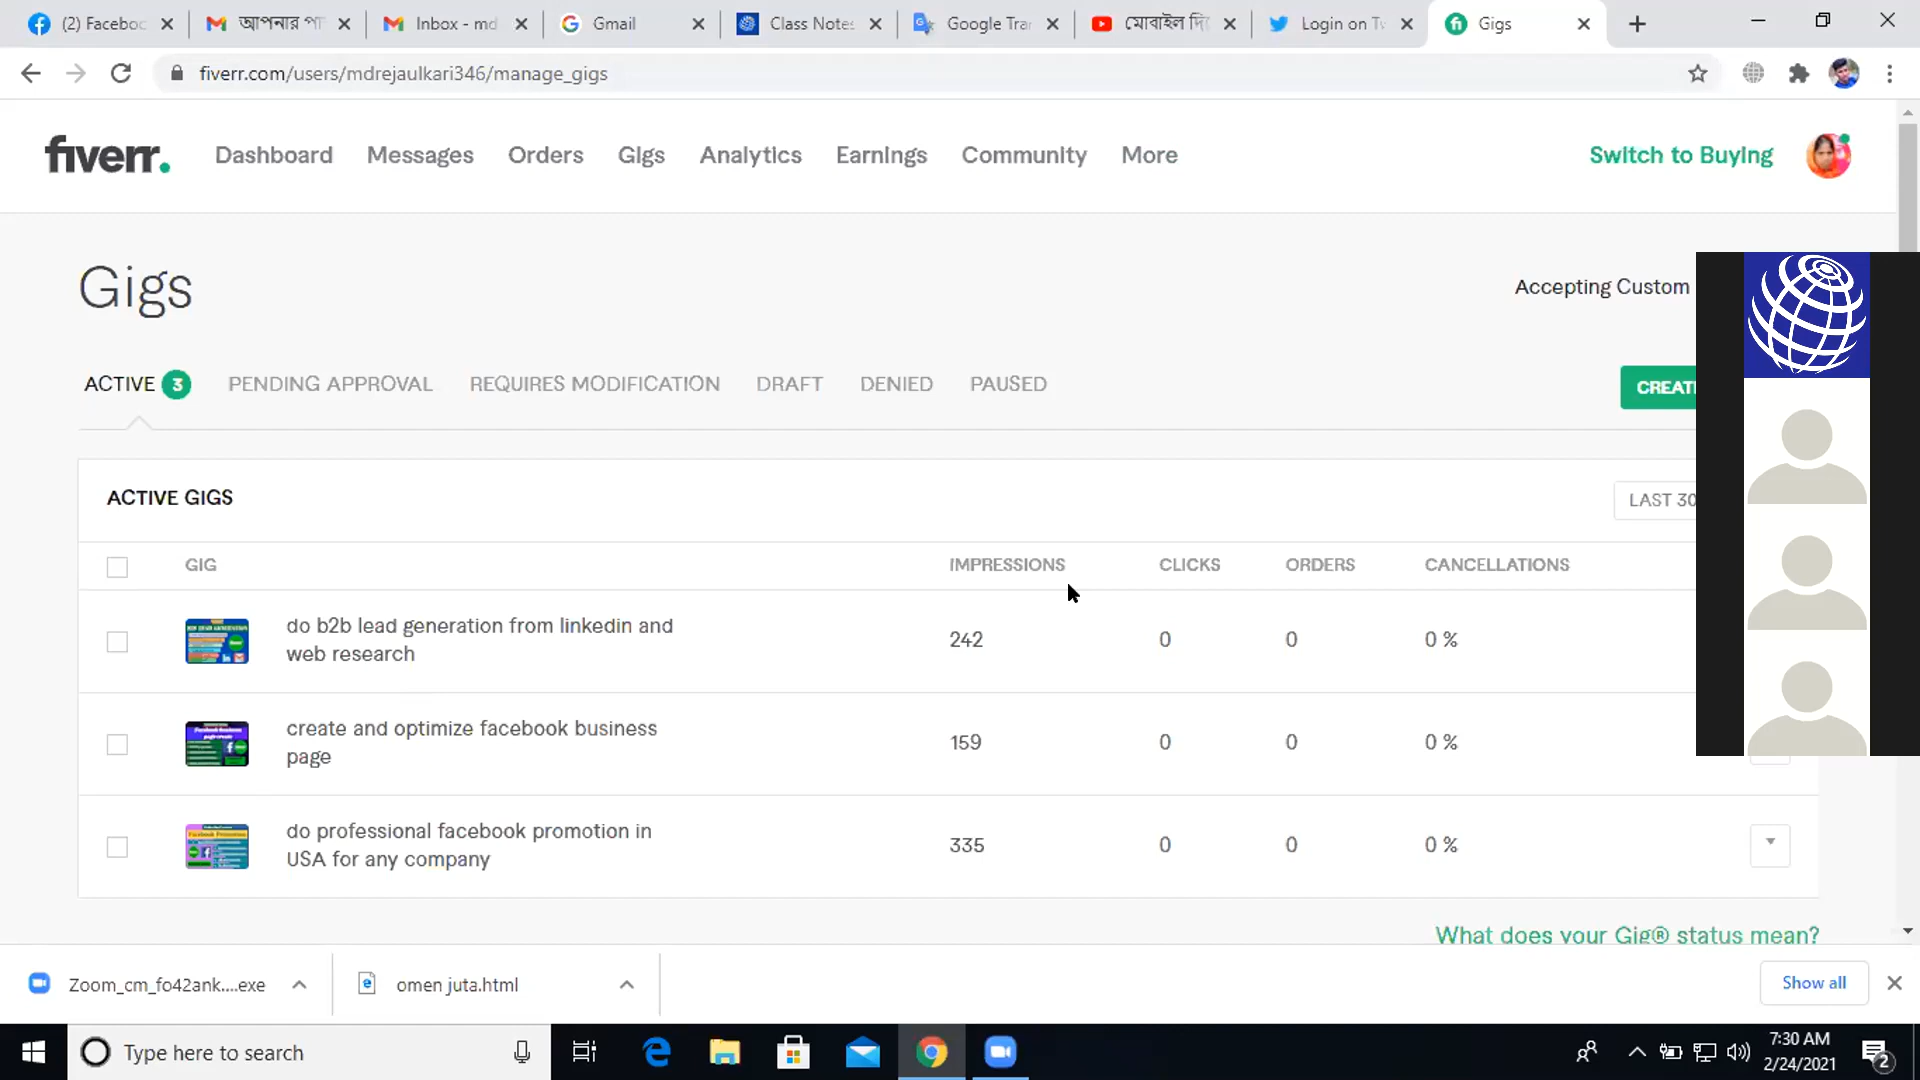 (2) Faceboo
আপনার পা
Inbox - md
Gmail
Class Note
Google Tra
মোবাইল দি
Login on Tw
Gigs
fiverr.com/users/mdrejaulkari346/manage_gigs
fiverr.
Dashboard
Messages
Orders
Gigs
Analytics
Earnings
Community
More
Switch to Buying
Gigs
Accepting Custom
ACTIVE 3
PENDING APPROVAL
REQUIRES MODIFICATION
DRAFT
DENIED
PAUSED
CREATE
ACTIVE GIGS
LAST 30
GIG
IMPRESSIONS
CLICKS
ORDERS
CANCELLATIONS
do b2b lead generation from linkedin and
web research
242
0
0
0 %
create and optimize facebook business
page
159
0
0
0 %
do professional facebook promotion in
USA for any company
335
0
0
0 %
What does your Gig® status mean?
Zoom_cm_fo42ank....exe
omen juta.html
Show all
Type here to search
7:30 AM
2/24/2021
2